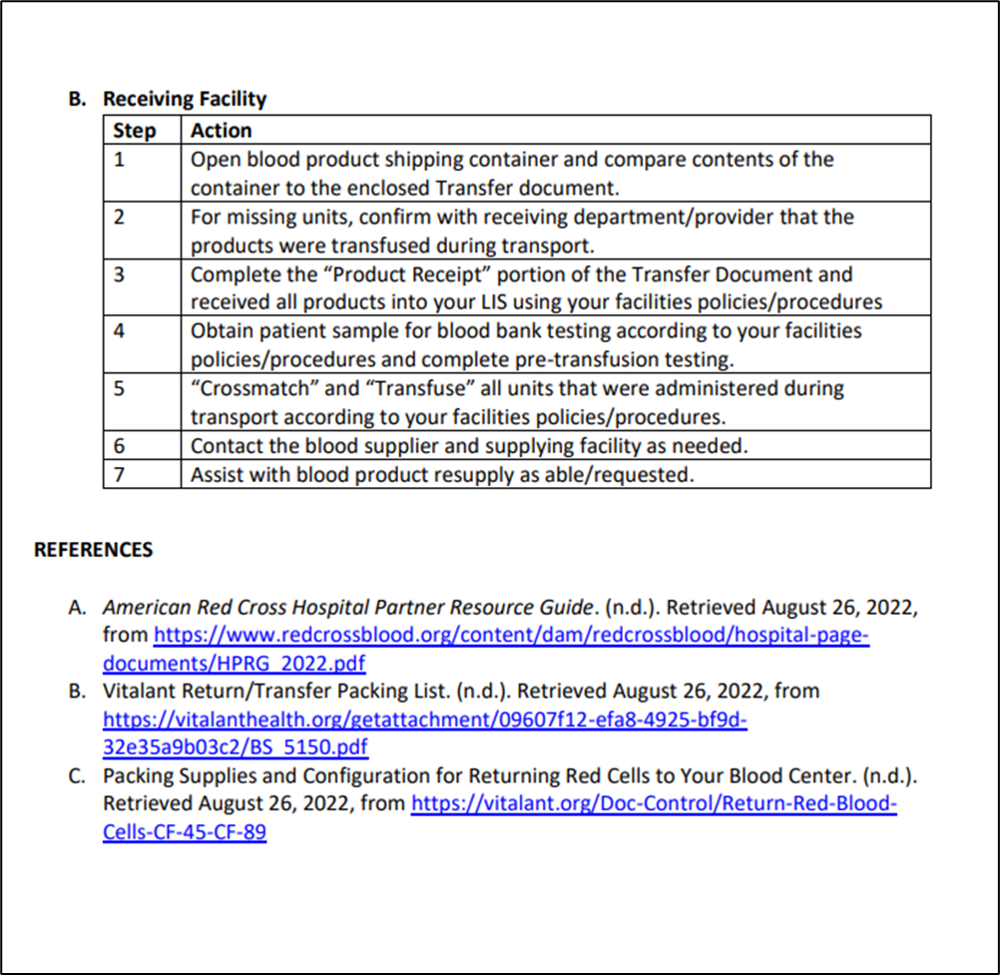 B. Receiving Facility
Step Action
1 Open blood product shipping container and compare contents of the
container to the enclosed Transfer document.
2 For missing units, confirm with receiving department/provider that the
products were transfused during transport.
3 Complete the “Product Receipt” portion of the Transfer Document and
received all products into your LIS using your facilities policies/procedures
4 Obtain patient sample for blood bank testing according to your facilities
policies/procedures and complete pre-transfusion testing.
5 “Crossmatch” and “Transfuse” all units that were administered during
transport according to your facilities policies/procedures.
6 Contact the blood supplier and supplying facility as needed.
7 Assist with blood product resupply as able/requested.
REFERENCES
A. American Red Cross Hospital Partner Resource Guide. (n.d.). Retrieved August 26, 2022,
from https://www.redcrossblood.org/content/dam/redcrossblood/hospital-page-
documents/HPRG_2022.pdf
B. Vitalant Return/Transfer Packing List. (n.d.). Retrieved August 26, 2022, from
https://vitalanthealth.org/getattachment/09607f12-efa8-4925-bf9d-
32e35a9b03c2/BS_5150.pdf
C. Packing Supplies and Configuration for Returning Red Cells to Your Blood Center. (n.d.).
Retrieved August 26, 2022, from https://vitalant.org/Doc-Control/Return-Red-Blood-
Cells-CF-45-CF-89